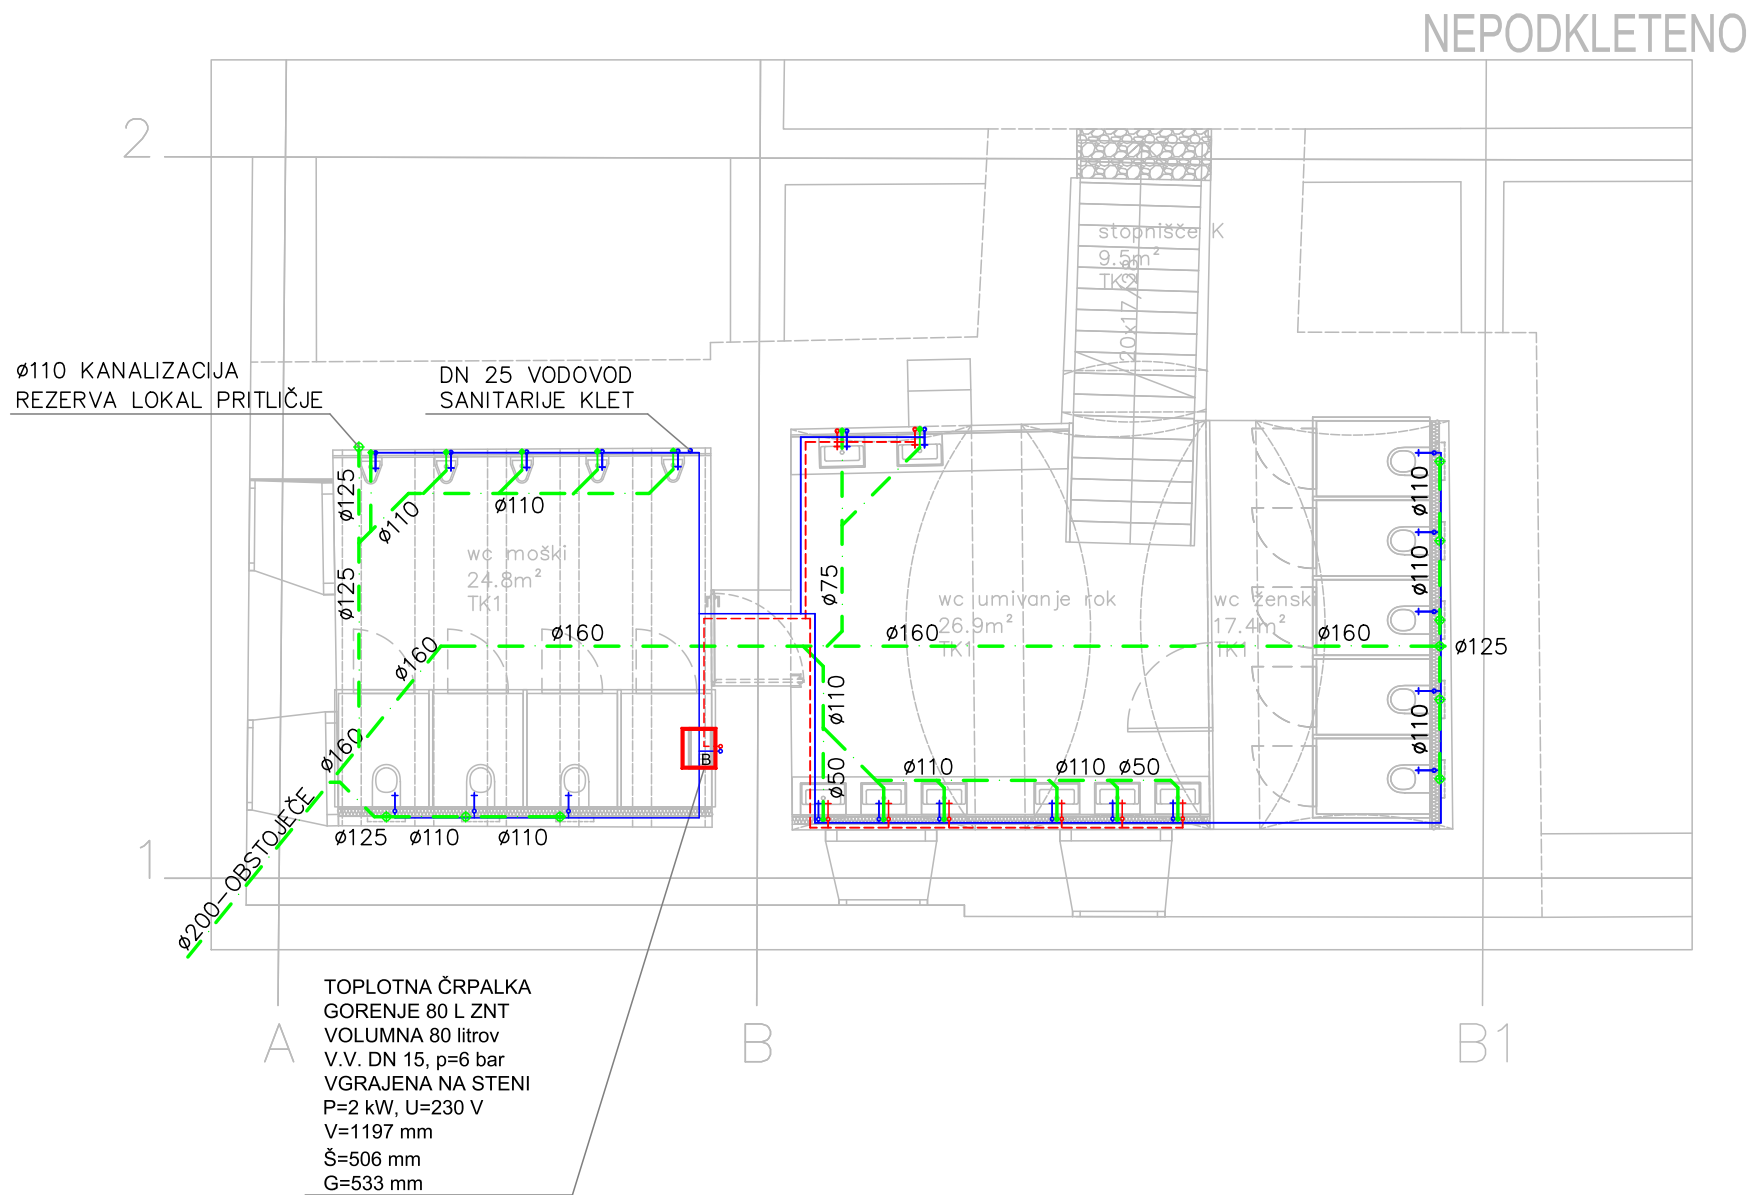 NEPODKLETENO
2
stopnišče K
9.5m²
TK2
20x17/28
ø110 KANALIZACIJA
REZERVA LOKAL PRITLIČJE
DN 25 VODOVOD
SANITARIJE KLET
ø125
ø110
ø110
wc moški
24.8m²
TK1
ø125
ø160
ø160
ø160
ø75
wc umivanje rok
26.9m²
TK1
ø160
wc ženski
17.4m²
TK1
ø160
ø125
ø110
ø110
ø110
ø110
ø110
ø50
ø110
ø110
ø50
B
ø125
ø110
ø110
ø200-OBSTOJEČE
1
A
B
B1
TOPLOTNA ČRPALKA
GORENJE 80 L ZNT
VOLUMNA 80 litrov
V.V. DN 15, p=6 bar
VGRAJENA NA STENI
P=2 kW, U=230 V
V=1197 mm
Š=506 mm
G=533 mm